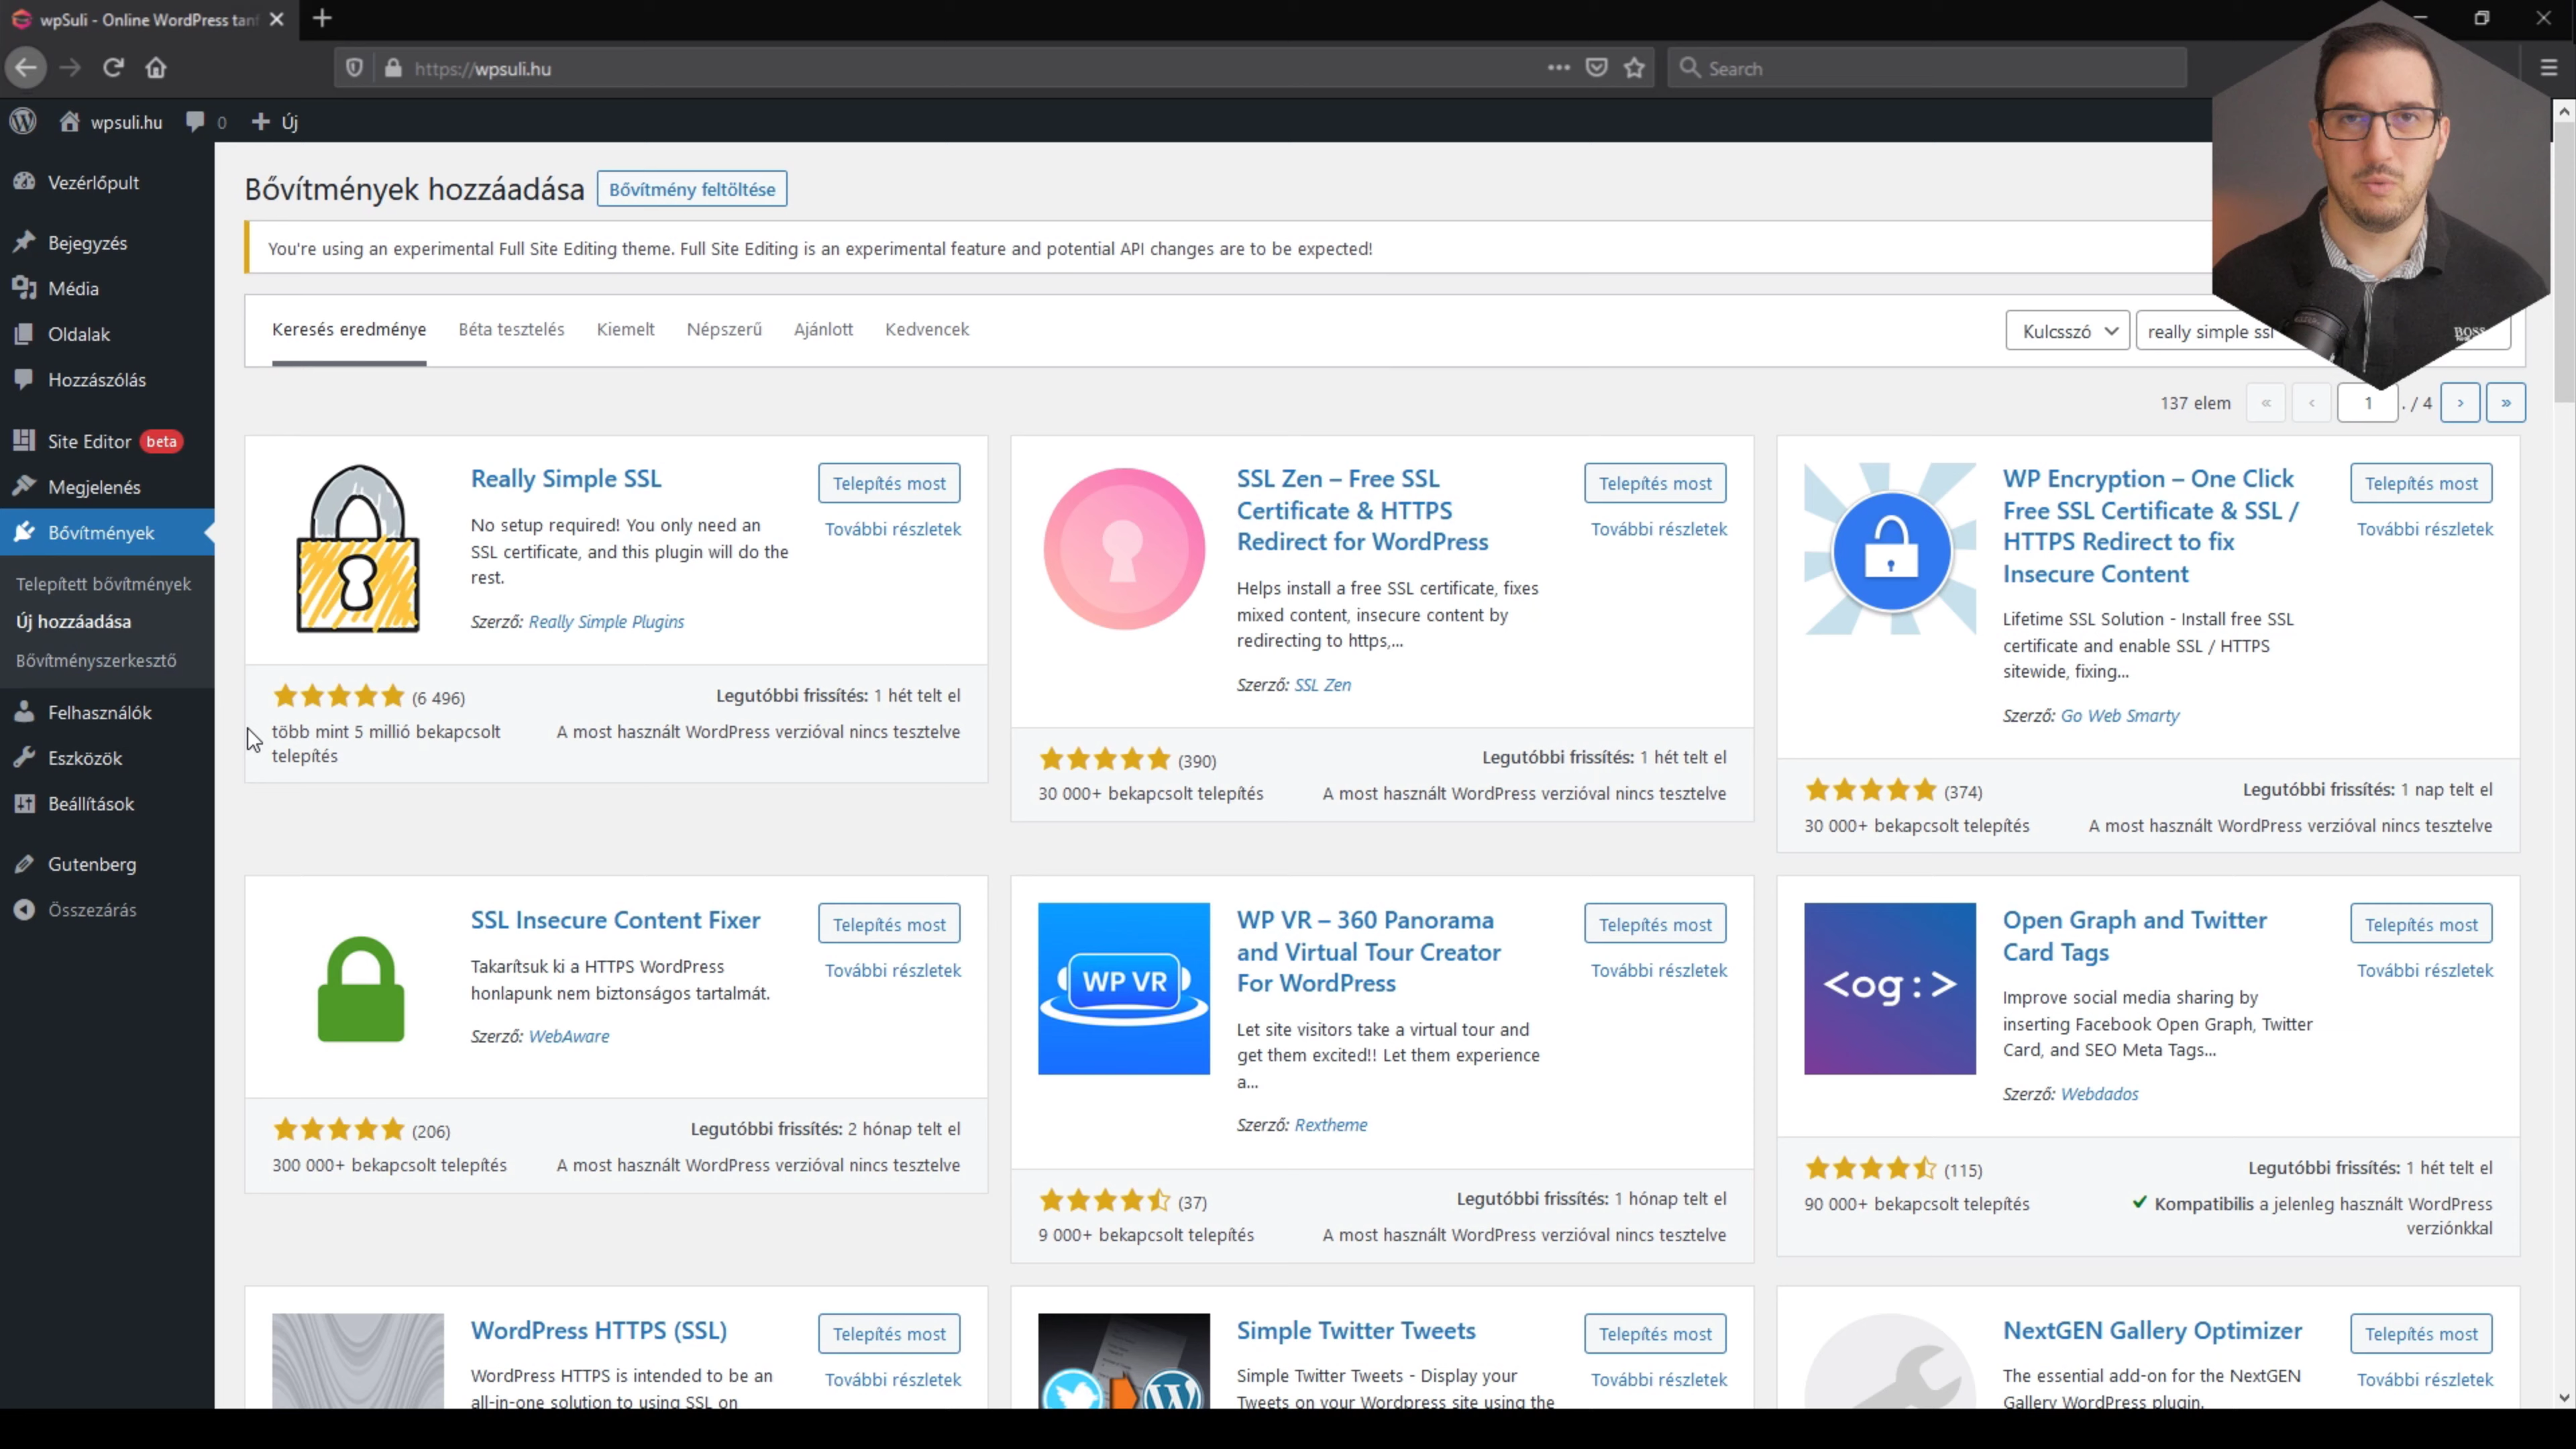 wpSuli - Online WordPress tanf
https://wpsuli.hu
Search
wpsuli.hu
0
Új
Vezérlőpult
Bejegyzés
Média
Oldalak
Hozzászólás
Site Editor beta
Megjelenés
Bővítmények
Telepített bővítmények
Új hozzáadása
Bővítményszerkesztő
Felhasználók
Eszközök
Beállítások
Gutenberg
Összezárás
Bővítmények hozzáadása
Bővítmény feltöltése
You're using an experimental Full Site Editing theme. Full Site Editing is an experimental feature and potential API changes are to be expected!
Keresés eredménye
Béta tesztelés
Kiemelt
Népszerű
Ajánlott
Kedvencek
Kulcsszó
really simple ssl
BOSS
137 elem
«
‹
1
. / 4
›
»
Really Simple SSL
Telepítés most
További részletek
No setup required! You only need an
SSL certificate, and this plugin will do the
rest.
Szerző: Really Simple Plugins
(6 496)
Legutóbbi frissítés: 1 hét telt el
több mint 5 millió bekapcsolt
telepítés
A most használt WordPress verzióval nincs tesztelve
SSL Zen – Free SSL
Certificate & HTTPS
Redirect for WordPress
Telepítés most
További részletek
Helps install a free SSL certificate, fixes
mixed content, insecure content by
redirecting to https,...
Szerző: SSL Zen
(390)
Legutóbbi frissítés: 1 hét telt el
30 000+ bekapcsolt telepítés
A most használt WordPress verzióval nincs tesztelve
WP Encryption – One Click
Free SSL Certificate & SSL /
HTTPS Redirect to fix
Insecure Content
Telepítés most
További részletek
Lifetime SSL Solution - Install free SSL
certificate and enable SSL / HTTPS
sitewide, fixing...
Szerző: Go Web Smarty
(374)
Legutóbbi frissítés: 1 nap telt el
30 000+ bekapcsolt telepítés
A most használt WordPress verzióval nincs tesztelve
SSL Insecure Content Fixer
Telepítés most
További részletek
Takarítsuk ki a HTTPS WordPress
honlapunk nem biztonságos tartalmát.
Szerző: WebAware
(206)
Legutóbbi frissítés: 2 hónap telt el
300 000+ bekapcsolt telepítés
A most használt WordPress verzióval nincs tesztelve
WP VR
WP VR – 360 Panorama
and Virtual Tour Creator
For WordPress
Telepítés most
További részletek
Let site visitors take a virtual tour and
get them excited!! Let them experience
a...
Szerző: Rextheme
(37)
Legutóbbi frissítés: 1 hónap telt el
9 000+ bekapcsolt telepítés
A most használt WordPress verzióval nincs tesztelve
<og:>
Open Graph and Twitter
Card Tags
Telepítés most
További részletek
Improve social media sharing by
inserting Facebook Open Graph, Twitter
Card, and SEO Meta Tags...
Szerző: Webdados
(115)
Legutóbbi frissítés: 1 hét telt el
90 000+ bekapcsolt telepítés
Kompatibilis a jelenleg használt WordPress
verziónkkal
WordPress HTTPS (SSL)
Telepítés most
További részletek
WordPress HTTPS is intended to be an
all-in-one solution to using SSL on
Simple Twitter Tweets
Telepítés most
További részletek
Simple Twitter Tweets - Display your
Tweets on your Wordpress site using the
NextGEN Gallery Optimizer
Telepítés most
További részletek
The essential add-on for the NextGEN
Gallery WordPress plugin.